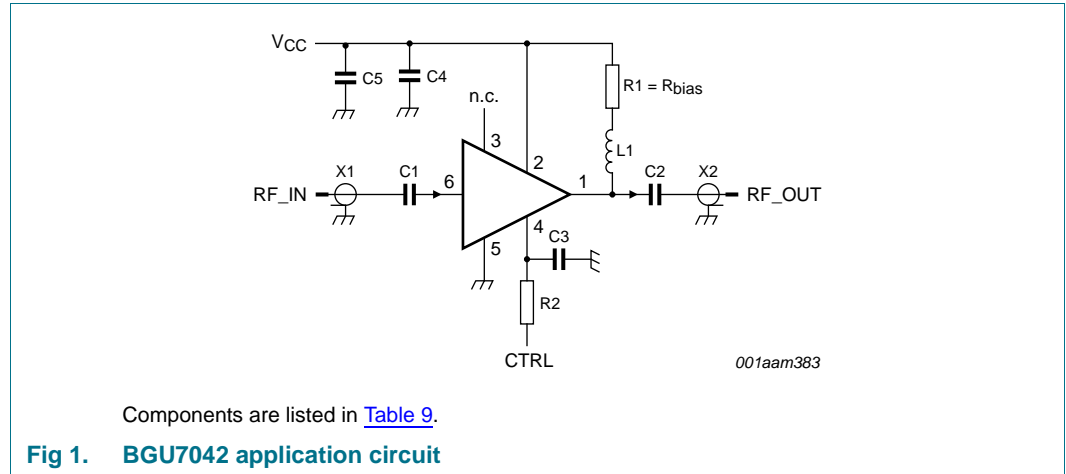 VCC
C5
C4
n.c.
R1 = Rbias
3
L1
2
X1
C1
C2
X2
RF_IN
6
1
RF_OUT
4
C3
5
R2
CTRL
001aam383
Components are listed in Table 9.
Fig 1. BGU7042 application circuit